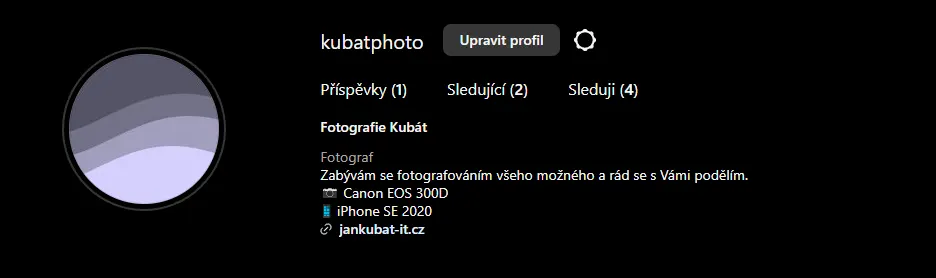 kubatphoto
Upravit profil
Příspěvky (1)
Sledující (2)
Sleduji (4)
Fotografie Kubát
Fotograf
Zabývám se fotografováním všeho možného a rád se s Vámi podělím.
📷 Canon EOS 300D
📱 iPhone SE 2020
jankubat-it.cz